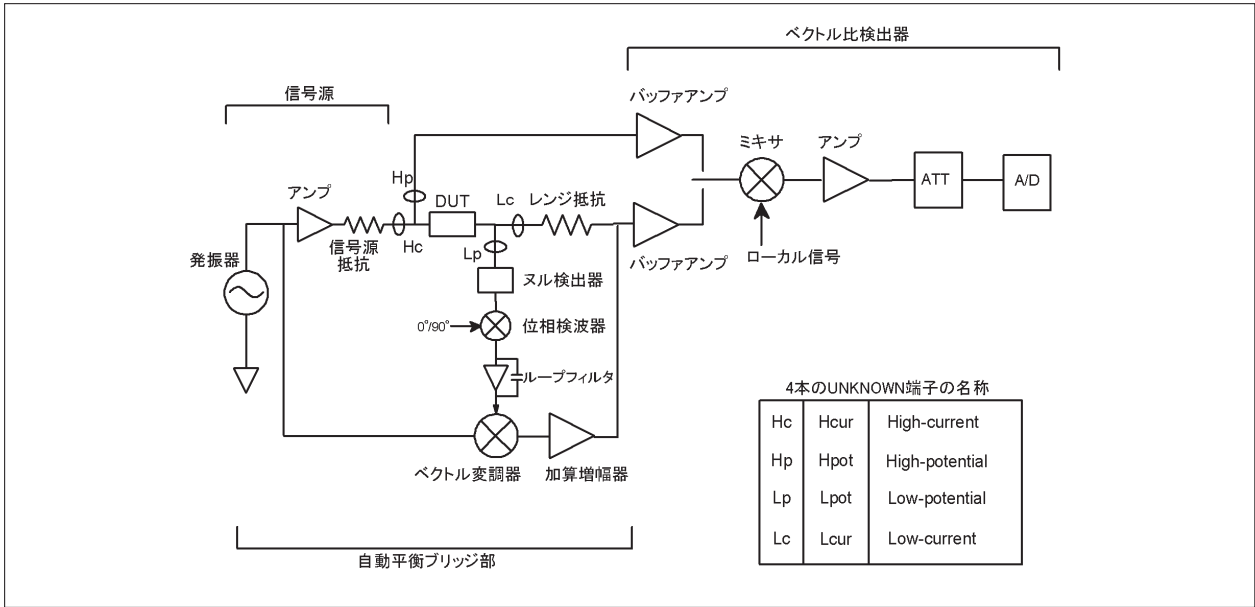 ベクトル比検出器
信号源
バッファアンプ
ミキサ
アンプ
ATT
A/D
アンプ
Hp
DUT
Lc
レンジ抵抗
信号源
抵抗
Hc
Lp
バッファアンプ
ローカル信号
発振器
ヌル検出器
0°/90°
位相検波器
ループフィルタ
ベクトル変調器
加算増幅器
自動平衡ブリッジ部
4本のUNKNOWN端子の名称
Hc Hcur High-current
Hp Hpot High-potential
Lp Lpot Low-potential
Lc Lcur Low-current